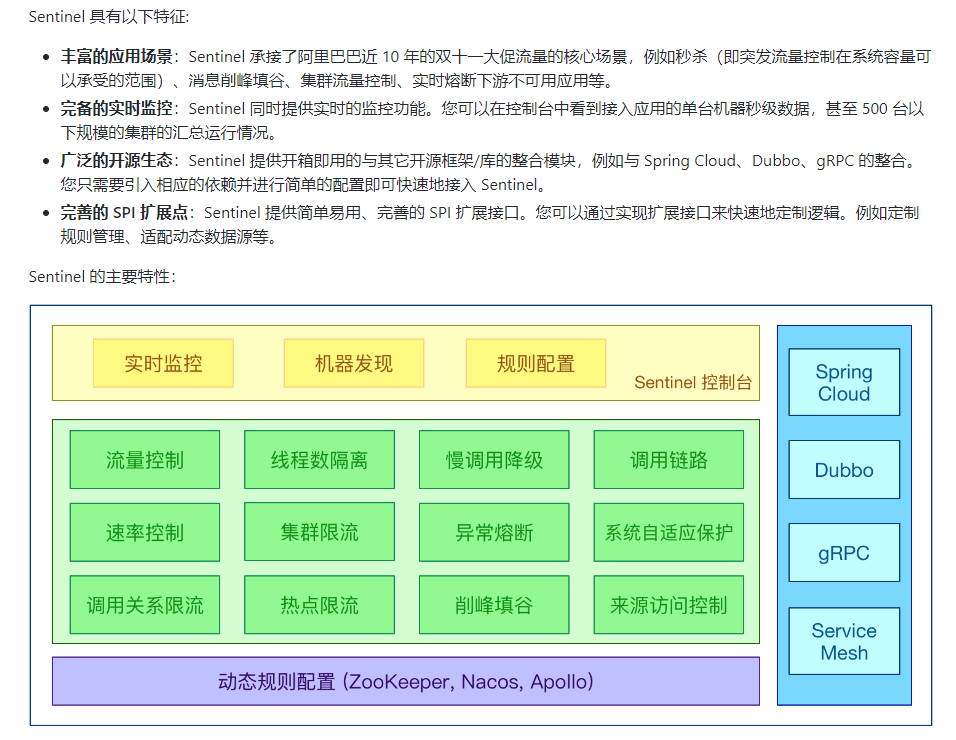 Sentinel 具有以下特征:
丰富的应用场景：Sentinel 承接了阿里巴巴近 10 年的双十一大促流量的核心场景，例如秒杀（即突发流量控制在系统容量可
以承受的范围）、消息削峰填谷、集群流量控制、实时熔断下游不可用应用等。
完备的实时监控：Sentinel 同时提供实时的监控功能。您可以在控制台中看到接入应用的单台机器秒级数据，甚至 500 台以
下规模的集群的汇总运行情况。
广泛的开源生态：Sentinel 提供开箱即用的与其它开源框架/库的整合模块，例如与 Spring Cloud、Dubbo、gRPC 的整合。
您只需要引入相应的依赖并进行简单的配置即可快速地接入 Sentinel。
完善的 SPI 扩展点：Sentinel 提供简单易用、完善的 SPI 扩展接口。您可以通过实现扩展接口来快速地定制逻辑。例如定制
规则管理、适配动态数据源等。
Sentinel 的主要特性：
实时监控
机器发现
规则配置
Sentinel 控制台
流量控制
线程数隔离
慢调用降级
调用链路
速率控制
集群限流
异常熔断
系统自适应保护
调用关系限流
热点限流
削峰填谷
来源访问控制
动态规则配置 (ZooKeeper, Nacos, Apollo)
Spring
Cloud
Dubbo
gRPC
Service
Mesh